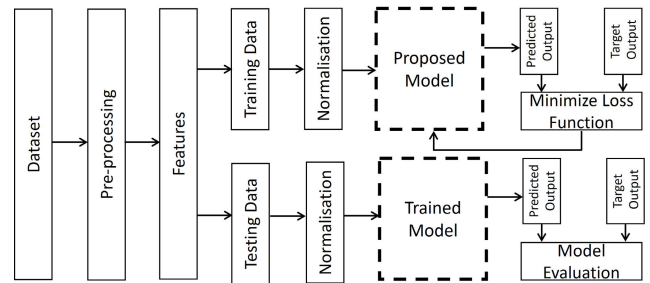 Dataset
Pre-processing
Features
Training Data
Normalisation
Proposed
Model
Predicted
Output
Target
Output
Minimize Loss
Function
Testing Data
Normalisation
Trained
Model
Predicted
Output
Target
Output
Model
Evaluation